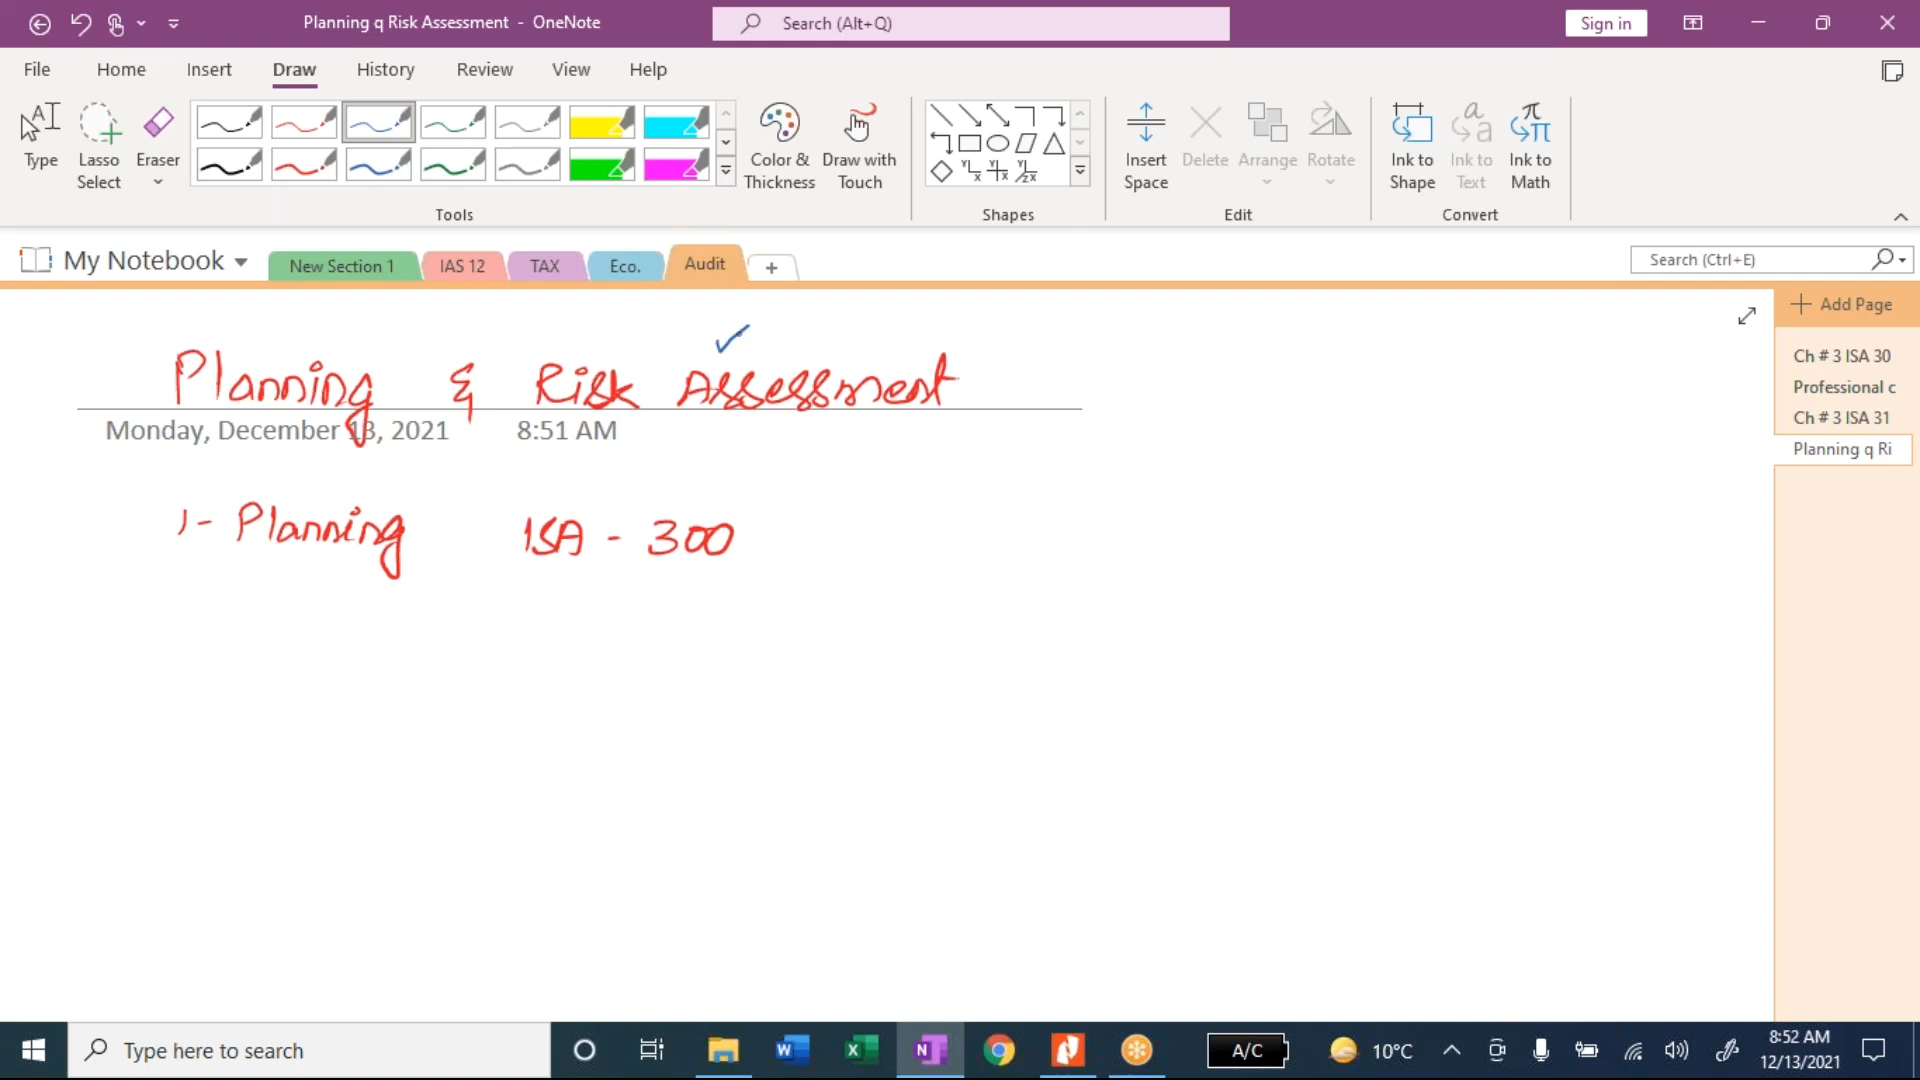 Planning q Risk Assessment - OneNote
Search (Alt+Q)
Sign in
File Home Insert Draw History Review View Help
Type
Lasso Select
Eraser
Color & Thickness
Draw with Touch
Insert Space
Delete
Arrange
Rotate
Ink to Shape
Ink to Text
Ink to Math
Tools
Shapes
Edit
Convert
My Notebook
New Section 1
IAS 12
TAX
Eco.
Audit
Search (Ctrl+E)
Add Page
Ch # 3 ISA 30
Professional c
Ch # 3 ISA 31
Planning q Ri
Planning & Risk Assessment
Monday, December 13, 2021 8:51 AM
1- Planning ISA - 300
Type here to search
A/C
10°C
8:52 AM
12/13/2021